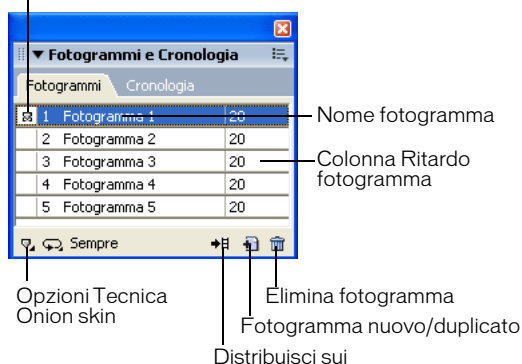 Fotogrammi e Cronologia
Fotogrammi Cronologia
1 Fotogramma 1 20
2 Fotogramma 2 20
3 Fotogramma 3 20
4 Fotogramma 4 20
5 Fotogramma 5 20
Sempre
Nome fotogramma
Colonna Ritardo
fotogramma
Opzioni Tecnica
Onion skin
Elimina fotogramma
Fotogramma nuovo/duplicato
Distribuisci sui